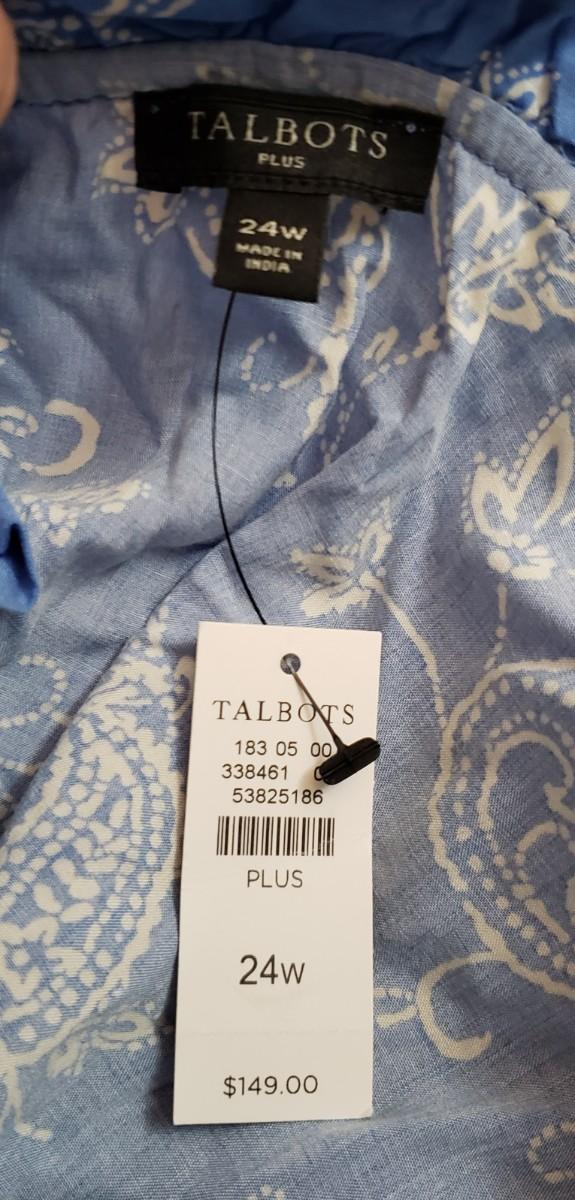 TALBOTS
PLUS
24W
MADE IN
INDIA
TALBOTS
183 05 00
338461
53825186
PLUS
24W
$149.00